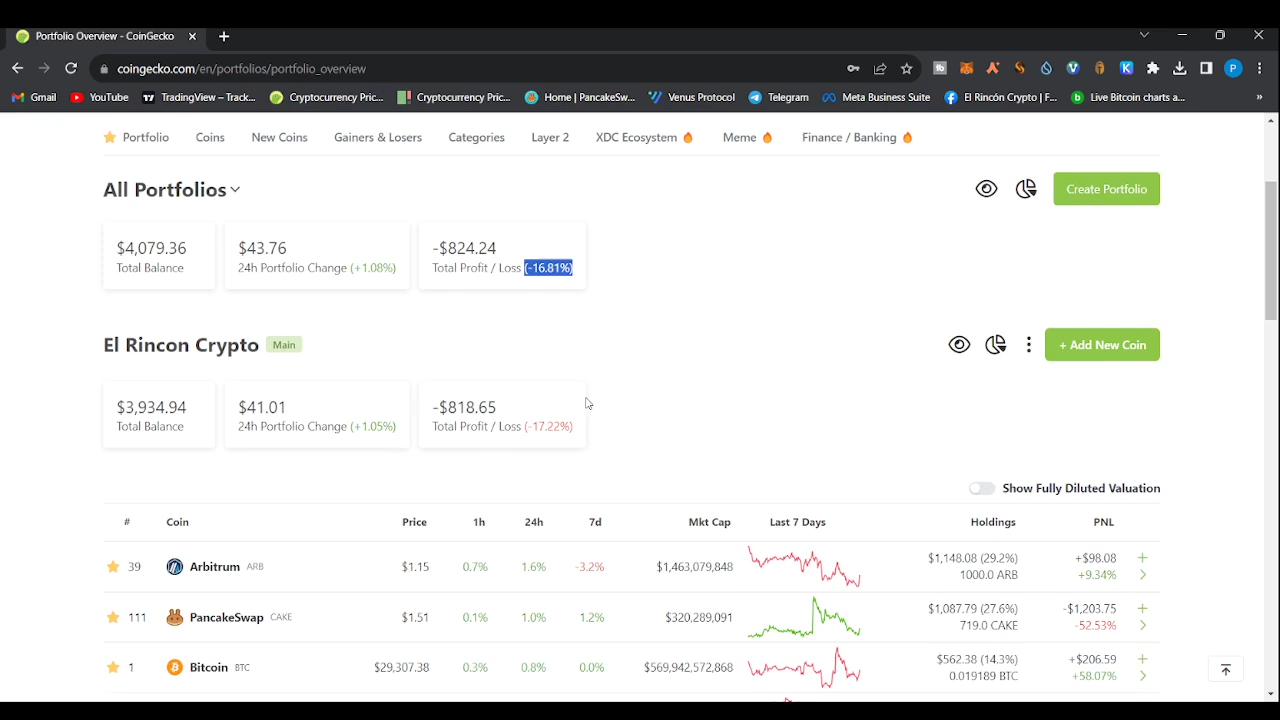 Portfolio Overview - CoinGecko
coingecko.com/en/portfolios/portfolio_overview
Gmail YouTube TradingView – Track... Cryptocurrency Pric... Cryptocurrency Pric... Home | PancakeSw... Venus Protocol Telegram Meta Business Suite El Rincón Crypto | F... Live Bitcoin charts a... »
Portfolio Coins New Coins Gainers & Losers Categories Layer 2 XDC Ecosystem Meme Finance / Banking
All Portfolios
Create Portfolio
$4,079.36 $43.76 -$824.24
Total Balance 24h Portfolio Change (+1.08%) Total Profit / Loss (-16.81%)
El Rincon Crypto Main + Add New Coin
$3,934.94 $41.01 -$818.65
Total Balance 24h Portfolio Change (+1.05%) Total Profit / Loss (-17.22%)
Show Fully Diluted Valuation
# Coin Price 1h 24h 7d Mkt Cap Last 7 Days Holdings PNL
39 Arbitrum ARB $1.15 0.7% 1.6% -3.2% $1,463,079,848 $1,148.08 (29.2%) +$98.08
1000.0 ARB +9.34%
111 PancakeSwap CAKE $1.51 0.1% 1.0% 1.2% $320,289,091 $1,087.79 (27.6%) -$1,203.75
719.0 CAKE -52.53%
1 Bitcoin BTC $29,307.38 0.3% 0.8% 0.0% $569,942,572,868 $562.38 (14.3%) +$206.59
0.019189 BTC +58.07%